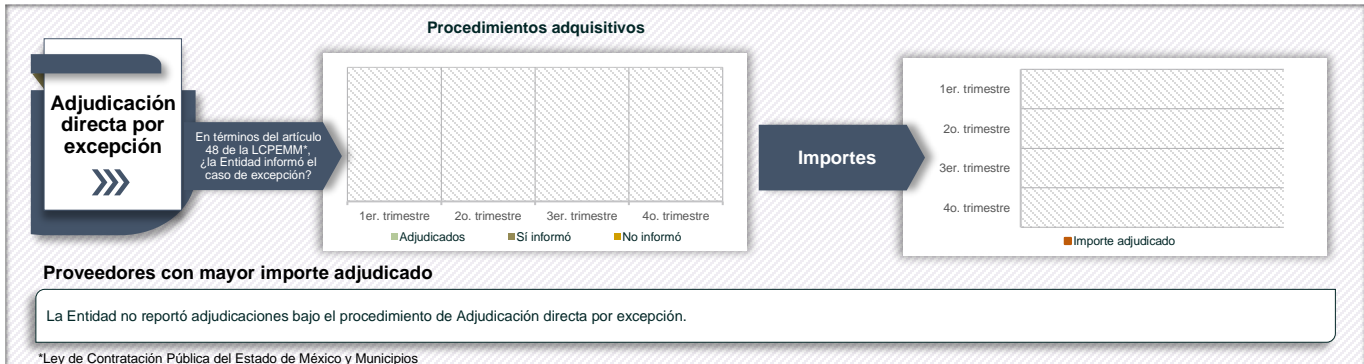 Procedimientos adquisitivos
Adjudicación
directa por
excepción
En términos del artículo
48 de la LCPEMM*,
¿la Entidad informó el
caso de excepción?
1er. trimestre 2o. trimestre 3er. trimestre 4o. trimestre
Adjudicados Sí informó No informó
Importes
1er. trimestre
2o. trimestre
3er. trimestre
4o. trimestre
Importe adjudicado
Proveedores con mayor importe adjudicado
La Entidad no reportó adjudicaciones bajo el procedimiento de Adjudicación directa por excepción.
*Ley de Contratación Pública del Estado de México y Municipios